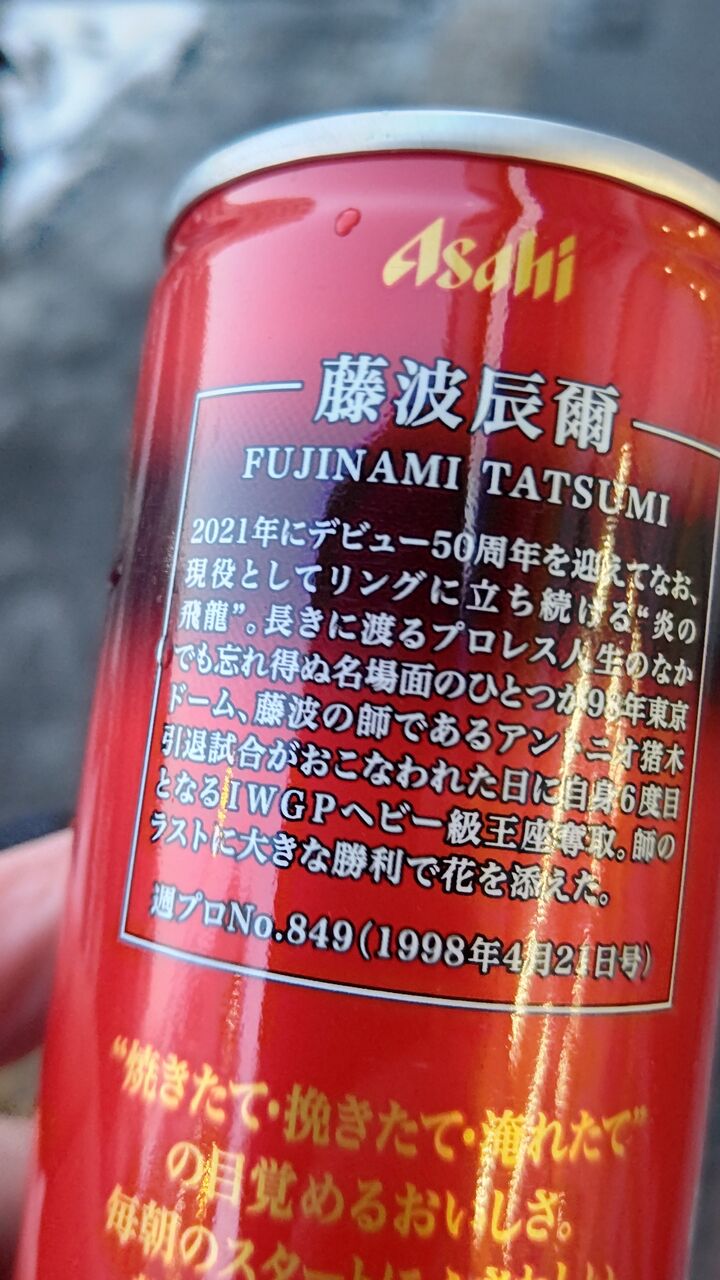 Asahi
藤波辰爾
FUJINAMI TATSUMI
2021年にデビュー50周年を迎えてなお、
現役としてリングに立ち続ける“炎の
飛龍”。長きに渡るプロレス人生のなか
でも忘れ得ぬ名場面のひとつが98年東京
ドーム、藤波の師であるアントニオ猪木
引退試合がおこなわれた日に自身6度目
となるIWGPヘビー級王座奪取。師の
ラストに大きな勝利で花を添えた。
週プロNo.849(1998年4月21日号)
“焼きたて・挽きたて・淹れたて”
の目覚めるおいしさ。
毎朝のスタートに